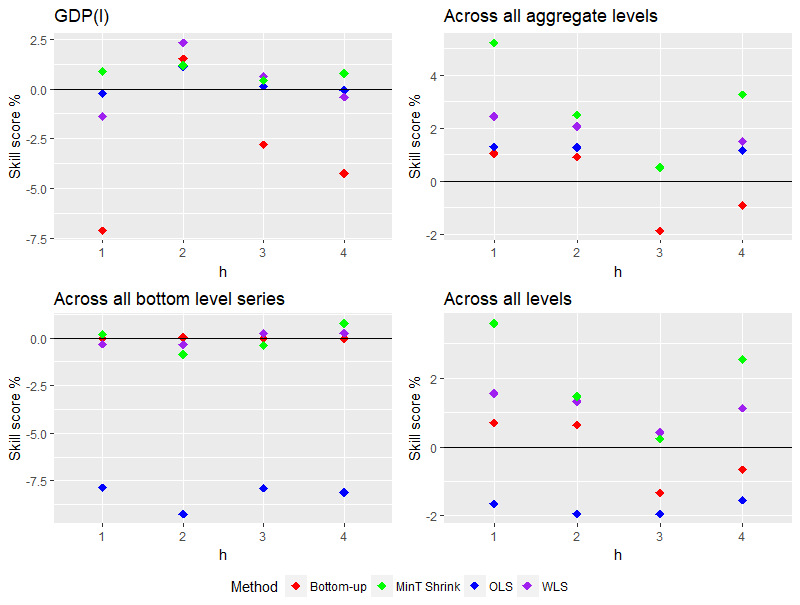 GDP(I)
Skill score %
2.5
0.0
-2.5
-5.0
-7.5
1 2 3 4
h
Across all aggregate levels
Skill score %
4
2
0
-2
1 2 3 4
h
Across all bottom level series
Skill score %
0.0
-2.5
-5.0
-7.5
1 2 3 4
h
Across all levels
Skill score %
2
0
-2
1 2 3 4
h
Method Bottom-up MinT Shrink OLS WLS